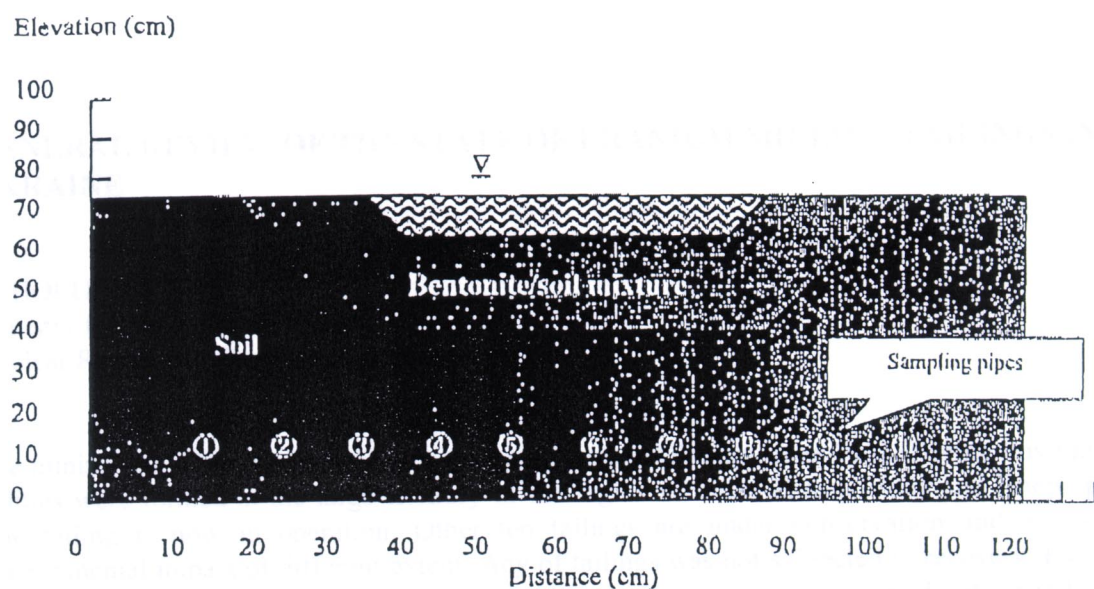 Elevation (cm)
100
90
80
70
60
50
40
30
20
10
0
Bentonite/soil mixture
Soil
Sampling pipes
1 2 3 4 5 6 7 8 9
0 10 20 30 40 50 60 70 80 90 100 110 120
Distance (cm)